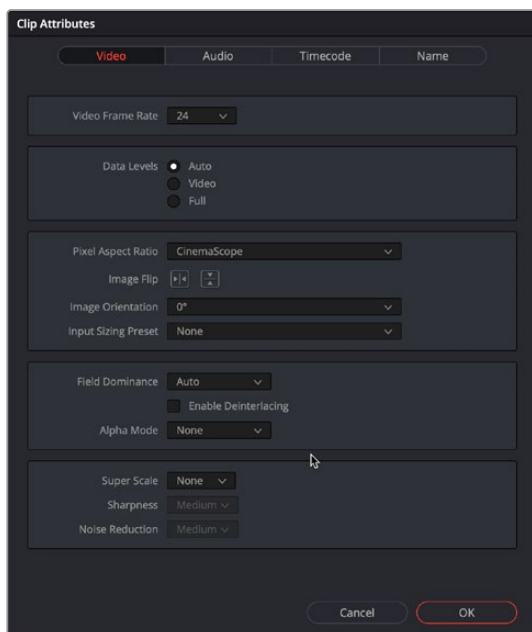 Clip Attributes
Video Audio Timecode Name
Video Frame Rate 24
Data Levels Auto
Video
Full
Pixel Aspect Ratio CinemaScope
Image Flip
Image Orientation 0°
Input Sizing Preset None
Field Dominance Auto
Enable Deinterlacing
Alpha Mode None
Super Scale None
Sharpness Medium
Noise Reduction Medium
Cancel OK